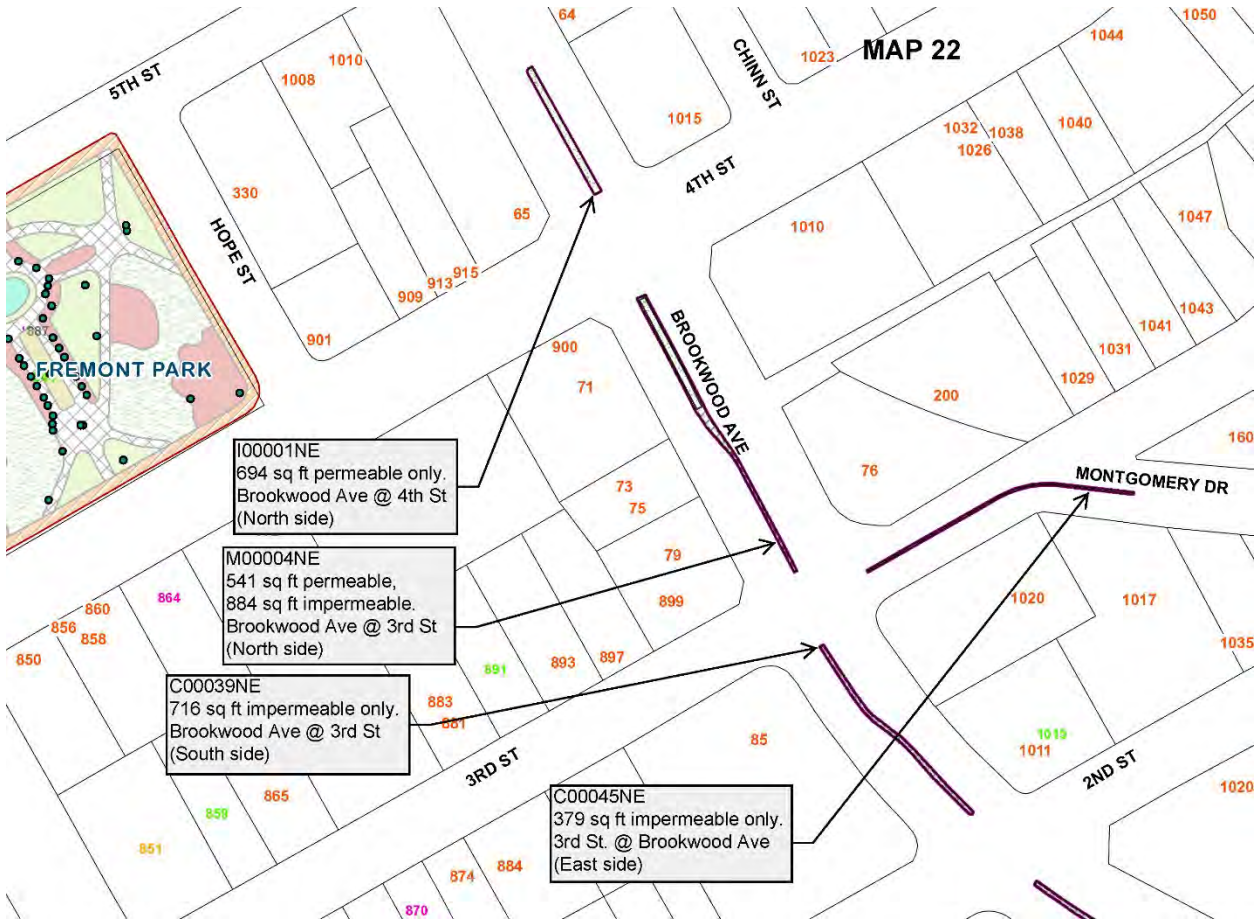 64
1050
1044
MAP 22
CHINN ST
1023
1010
1008
5TH ST
1015
1032
1038
1040
1026
4TH ST
330
65
1010
1047
HOPE ST
915
913
909
901
1043
1041
1031
1029
BROOKWOOD AVE
900
71
200
FREMONT PARK
76
160
I00001NE
694 sq ft permeable only.
Brookwood Ave @ 4th St
(North side)
MONTGOMERY DR
73
75
79
899
M00004NE
541 sq ft permeable,
884 sq ft impermeable.
Brookwood Ave @ 3rd St
(North side)
864
860
856
858
850
1020
1017
1035
891
893
897
883
881
C00039NE
716 sq ft impermeable only.
Brookwood Ave @ 3rd St
(South side)
85
1011
2ND ST
3RD ST
1020
C00045NE
379 sq ft impermeable only.
3rd St. @ Brookwood Ave
(East side)
865
859
851
884
874
870